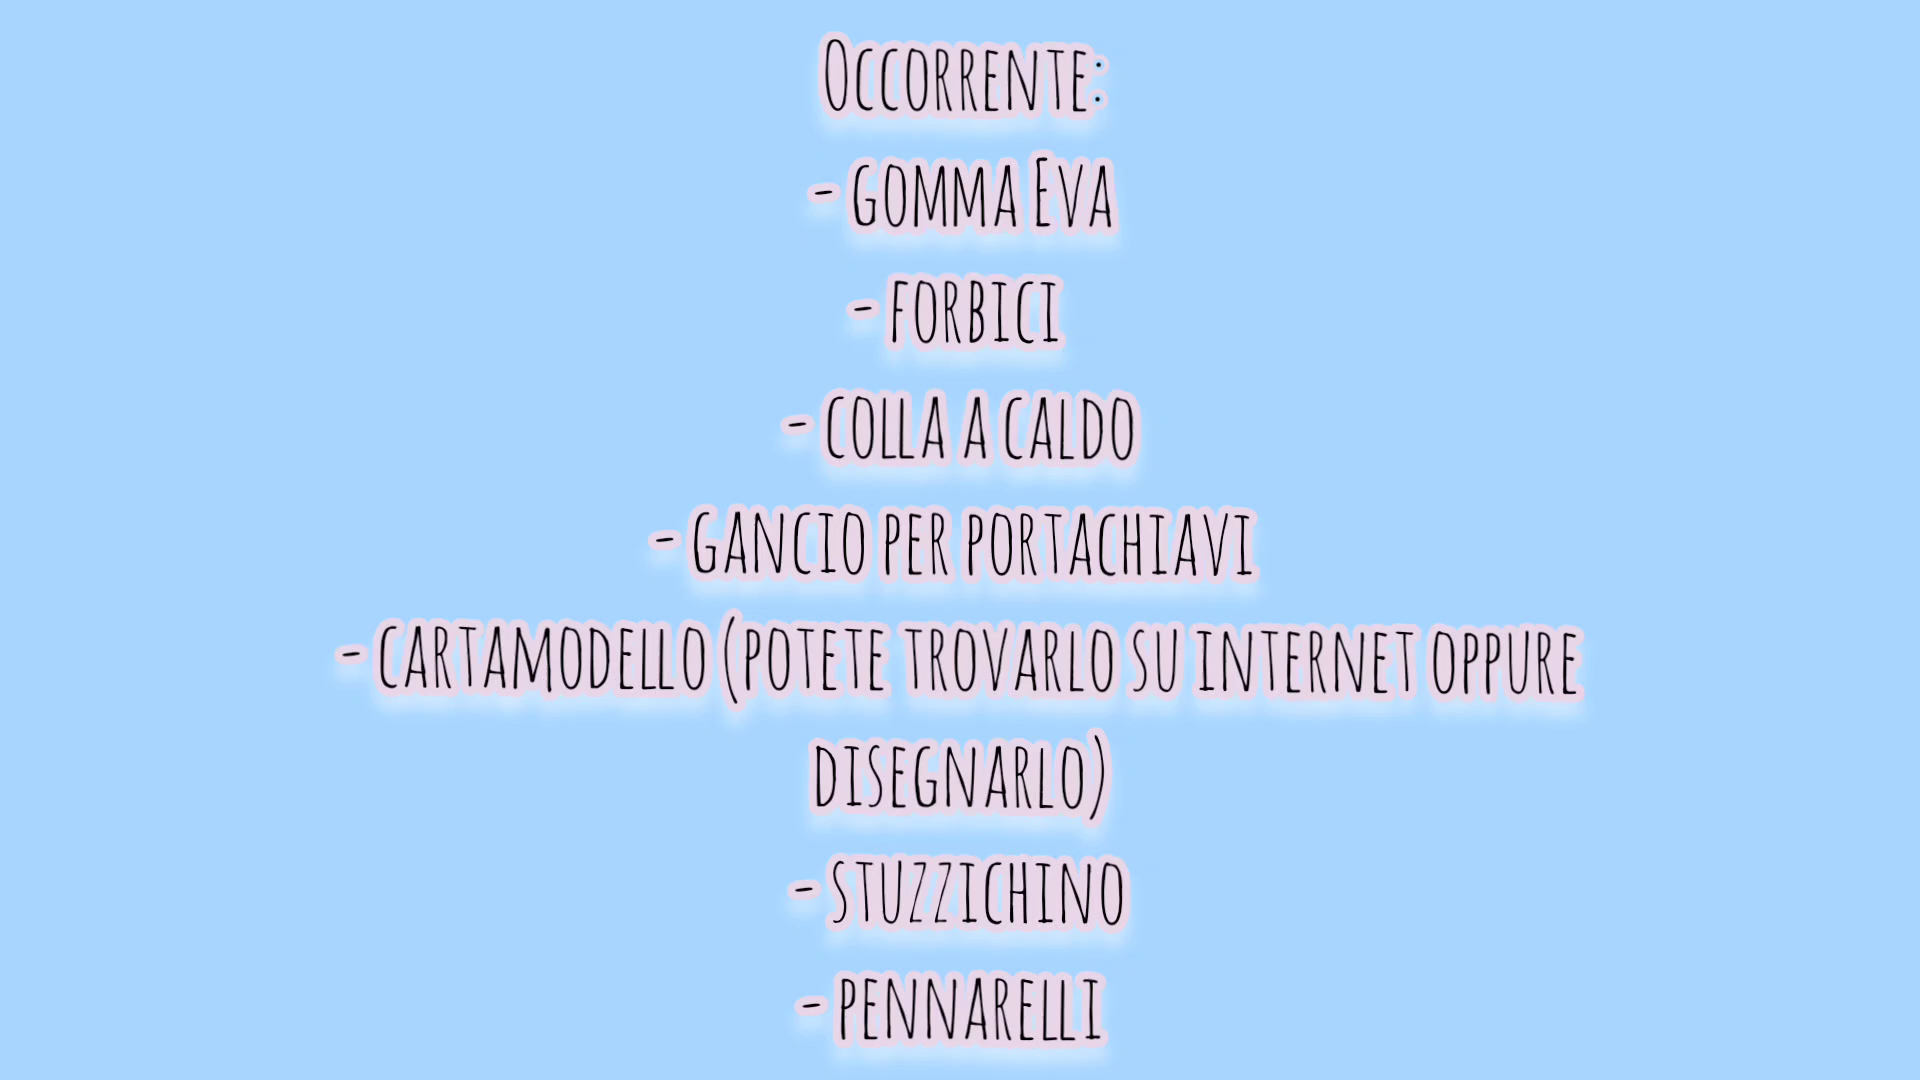 Occorrente:
- gomma Eva
- forbici
- colla a caldo
- gancio per portachiavi
- cartamodello (potete trovarlo su internet oppure
disegnarlo)
- stuzzichino
- pennarelli